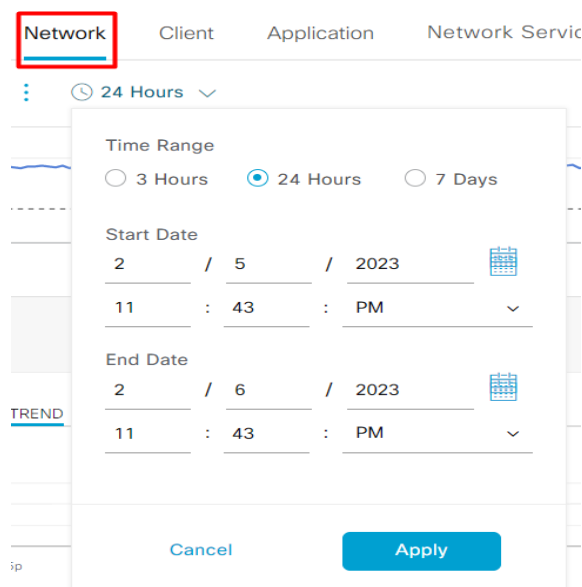 Network Client Application Network Servic
24 Hours
Time Range
3 Hours 24 Hours 7 Days
Start Date
2 / 5 / 2023
11 : 43 : PM
End Date
2 / 6 / 2023
TREND
11 : 43 : PM
Cancel Apply
5p